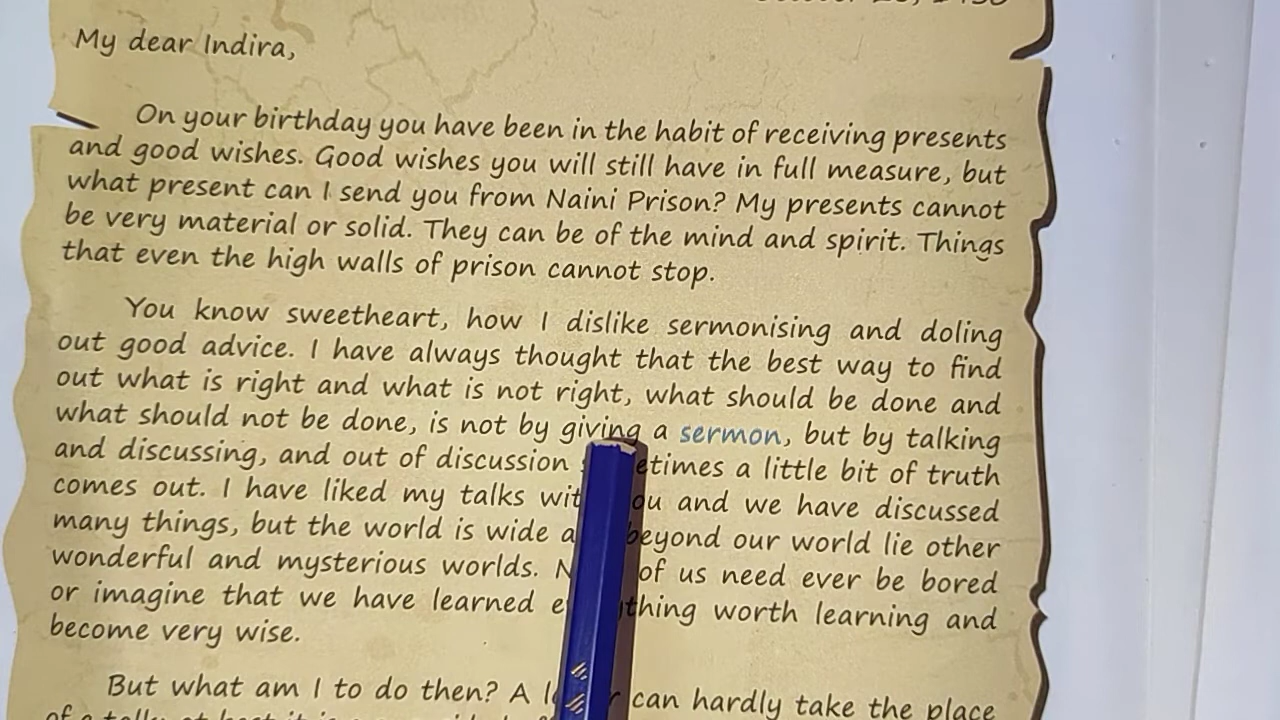 My dear Indira,
On your birthday you have been in the habit of receiving presents
and good wishes. Good wishes you will still have in full measure, but
what present can I send you from Naini Prison? My presents cannot
be very material or solid. They can be of the mind and spirit. Things
that even the high walls of prison cannot stop.
You know sweetheart, how I dislike sermonising and doling
out good advice. I have always thought that the best way to find
out what is right and what is not right, what should be done and
what should not be done, is not by giving a sermon, but by talking
and discussing, and out of discussion etimes a little bit of truth
comes out. I have liked my talks wit ou and we have discussed
many things, but the world is wide a beyond our world lie other
wonderful and mysterious worlds. N of us need ever be bored
or imagine that we have learned e thing worth learning and
become very wise.
But what am I to do then? A l r can hardly take the place